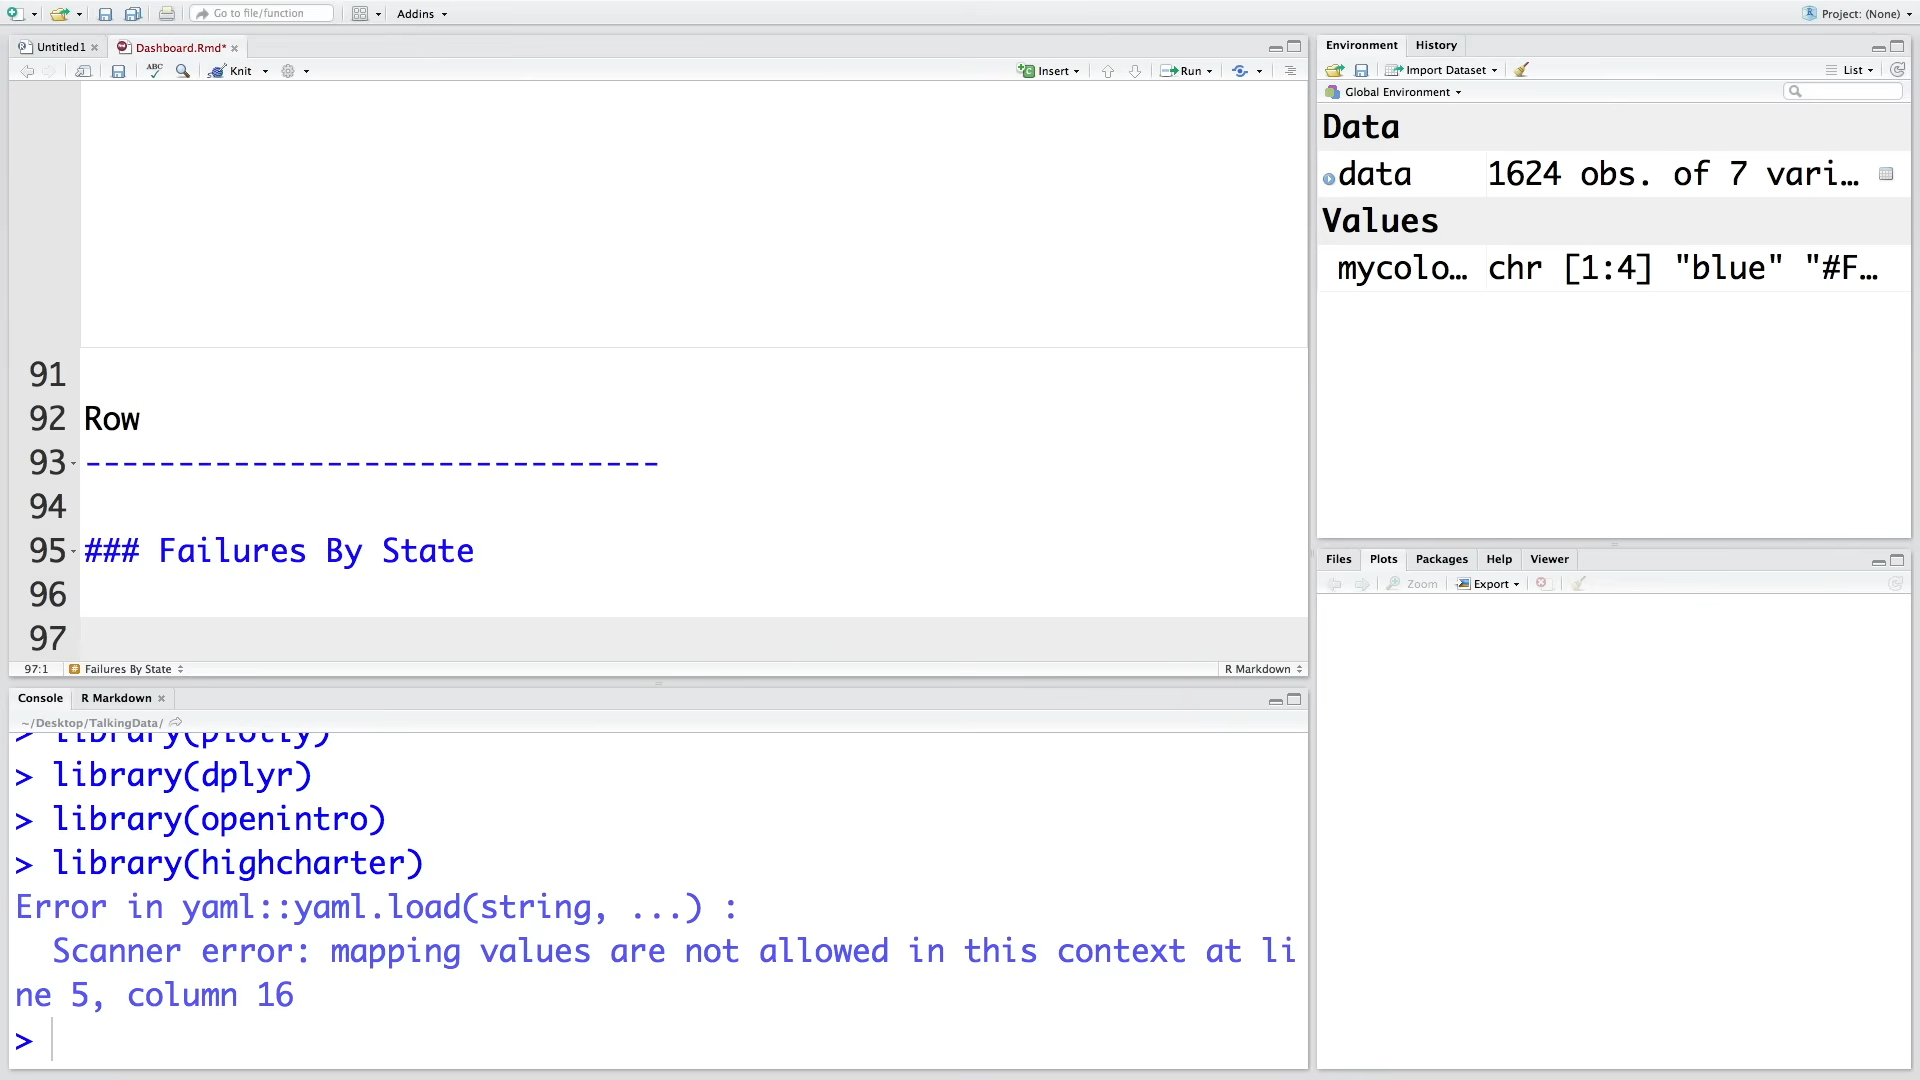 Go to file/function
Addins
Project: (None)
Untitled1
Dashboard.Rmd*
ABC
Knit
Insert
Run
91
92 Row
93 -------------------------------
94
95 ### Failures By State
96
97
97:1 Failures By State
R Markdown
Console R Markdown
~/Desktop/TalkingData/
> library(plotly)
> library(dplyr)
> library(openintro)
> library(highcharter)
Error in yaml::yaml.load(string, ...) :
  Scanner error: mapping values are not allowed in this context at li
ne 5, column 16
>
Environment History
Import Dataset
List
Global Environment
Data
data 1624 obs. of 7 vari…
Values
mycolo… chr [1:4] "blue" "#F…
Files Plots Packages Help Viewer
Zoom Export